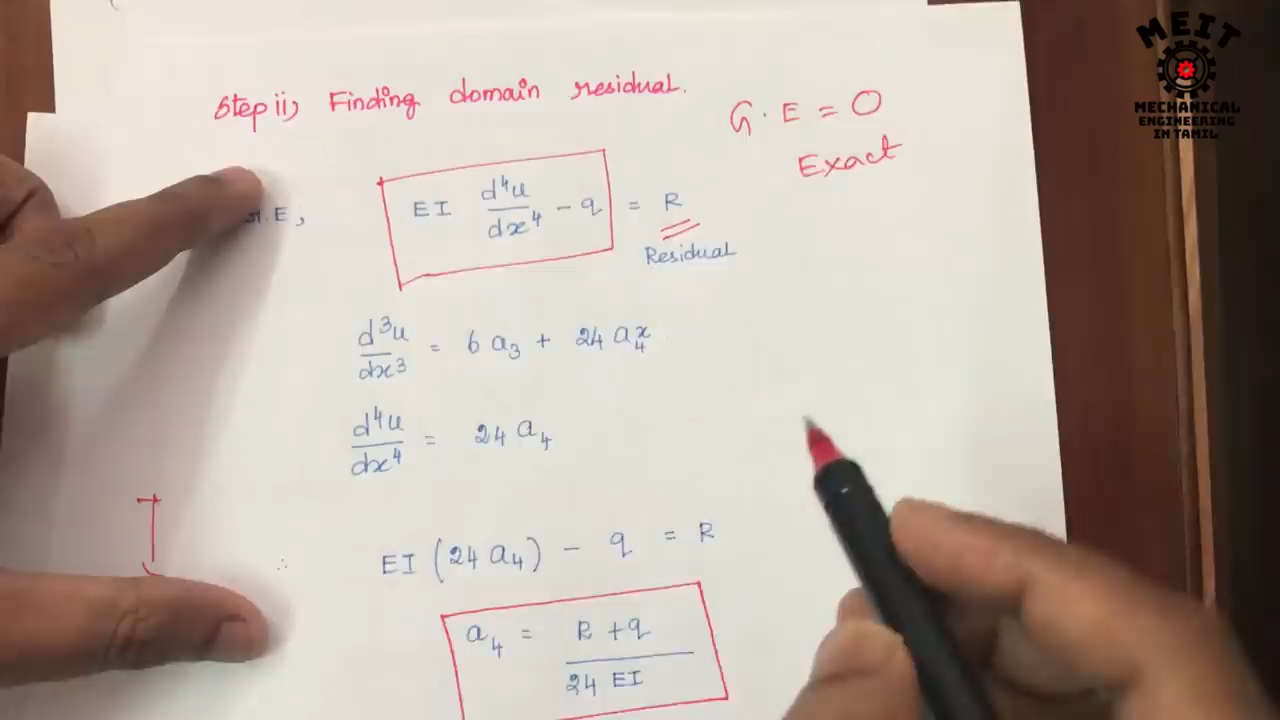 Step ii, Finding domain residual.
G.E = 0
Exact
G.E, EI d⁴u/dx⁴ - q = R
Residual
d³u/dx³ = 6 a₃ + 24 a₄x
d⁴u/dx⁴ = 24 a₄
∴ EI (24 a₄) - q = R
a₄ = R + q / 24 EI
MEIT
MECHANICAL
ENGINEERING
IN TAMIL